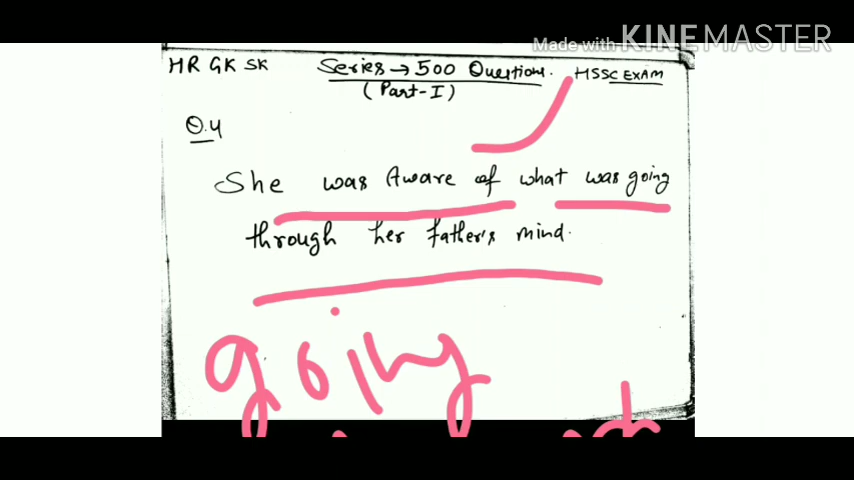 Made with KINEMASTER
HR GK SK Series→500 Questions. HSSC EXAM
(Part-I)
Q.4
She was Aware of what was going
through her father's mind.
going